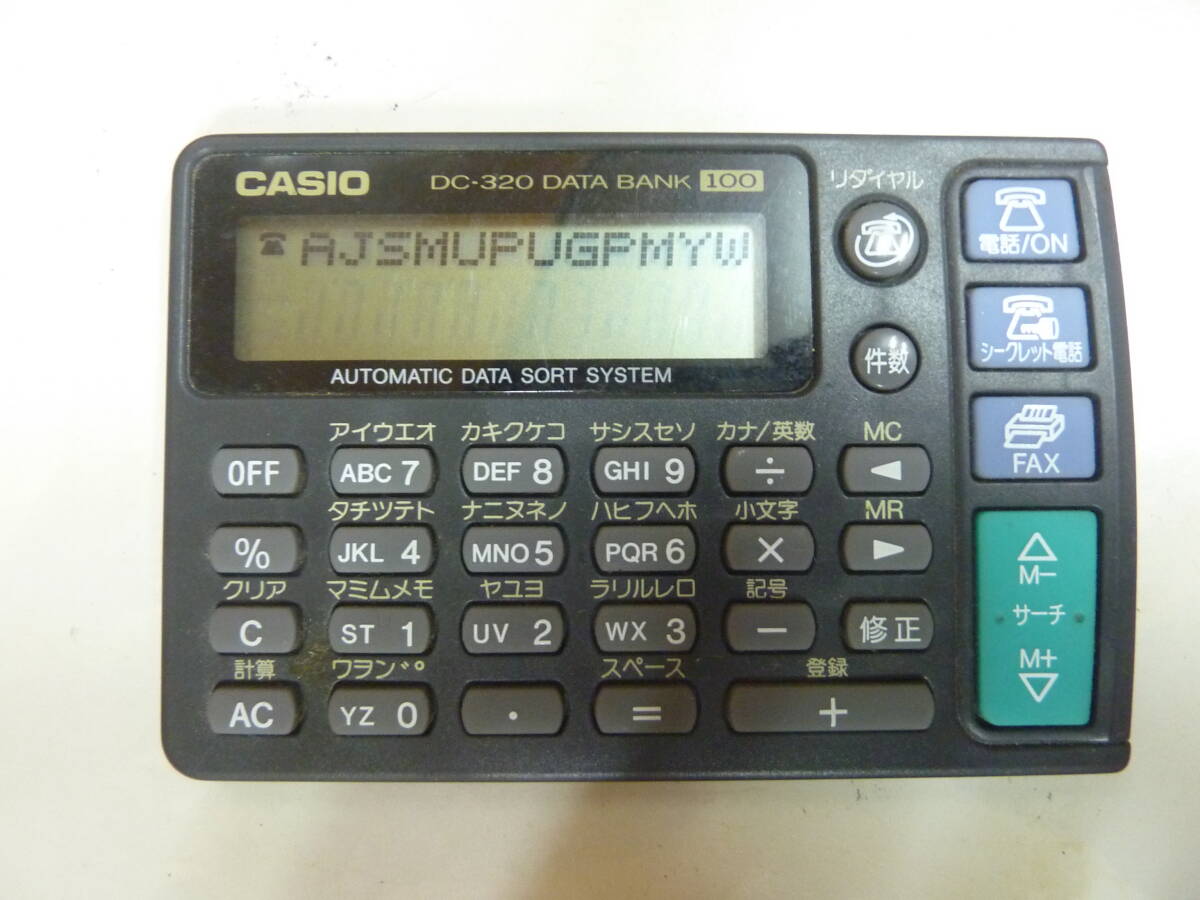 CASIO DC-320 DATA BANK 100
AJSMUPUGPMYW
AUTOMATIC DATA SORT SYSTEM
リダイヤル
件数
電話/ON
シークレット電話
FAX
アイウエオ カキクケコ サシスセソ カナ/英数 MC
OFF ABC 7 DEF 8 GHI 9 ÷ ◀
タチツテト ナニヌネノ ハヒフヘホ 小文字 MR
% JKL 4 MNO 5 PQR 6 × ▶
クリア マミムメモ ヤユヨ ラリルレロ 記号
C ST 1 UV 2 WX 3 − 修正
計算 ワヲン゛゜ スペース 登録
AC YZ 0 · = +
△
M−
サーチ
M+
▽